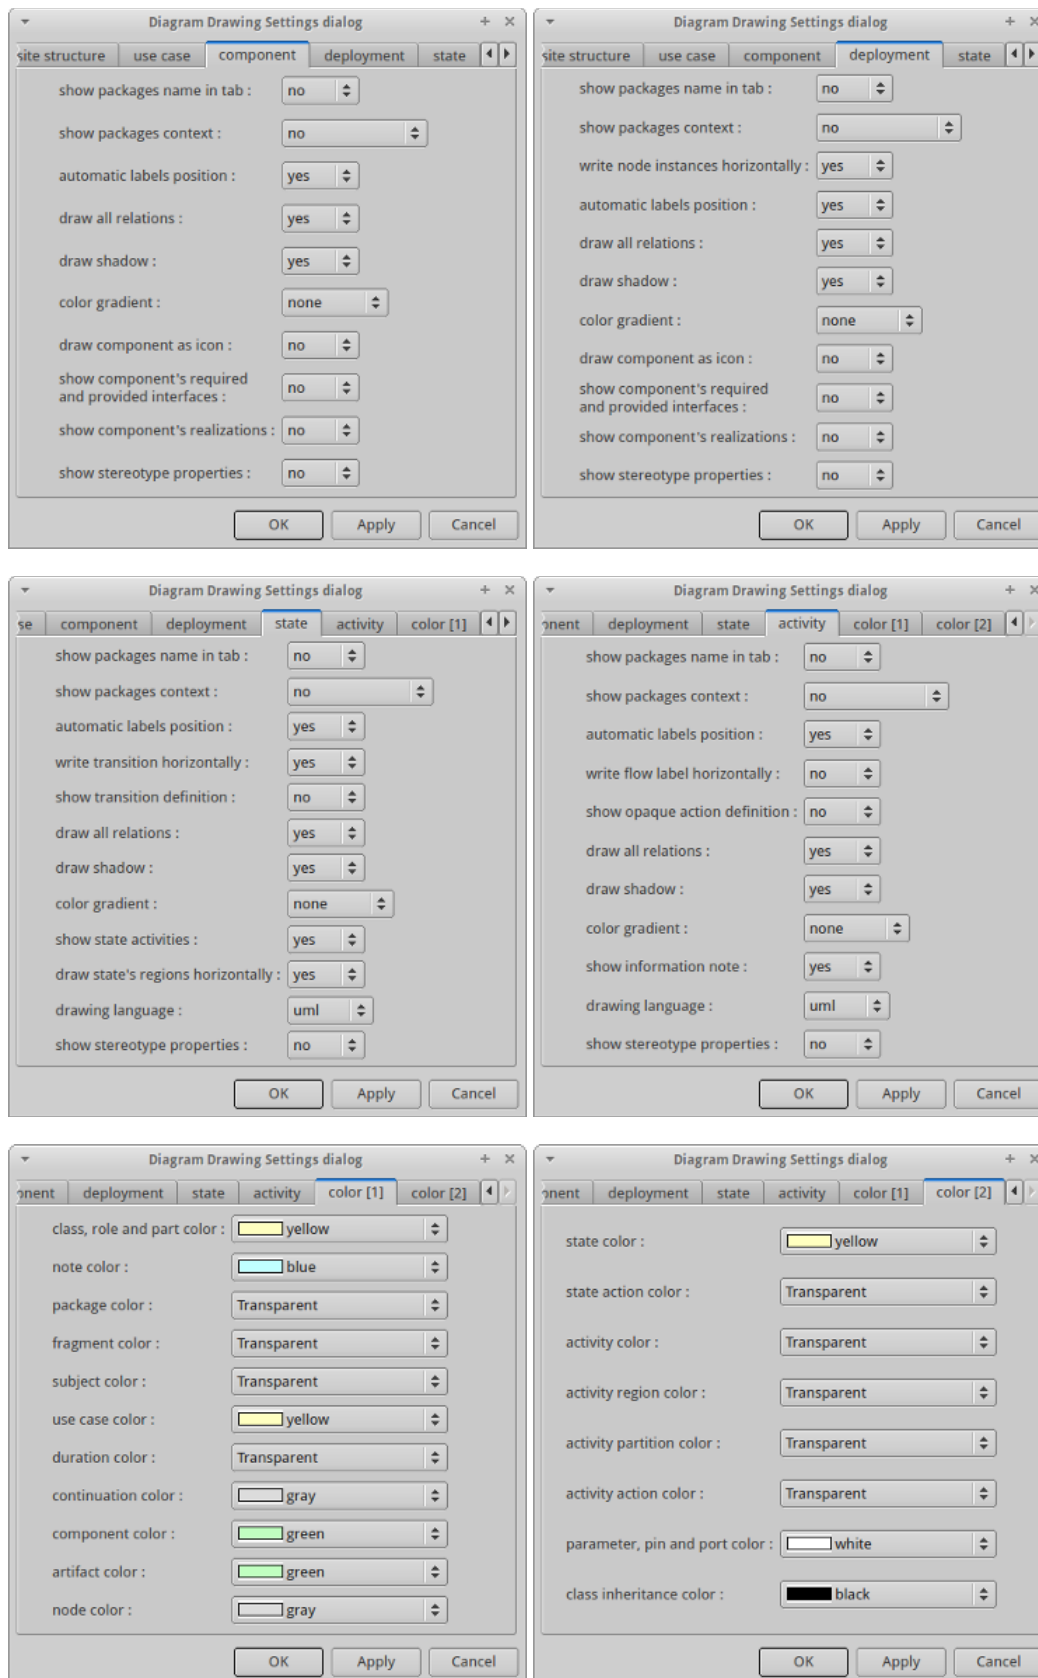 Diagram Drawing Settings dialog
site structure use case component deployment state
show packages name in tab : no
show packages context : no
automatic labels position : yes
draw all relations : yes
draw shadow : yes
color gradient : none
draw component as icon : no
show component's required
and provided interfaces : no
show component's realizations : no
show stereotype properties : no
OK Apply Cancel
Diagram Drawing Settings dialog
site structure use case component deployment state
show packages name in tab : no
show packages context : no
write node instances horizontally : yes
automatic labels position : yes
draw all relations : yes
draw shadow : yes
color gradient : none
draw component as icon : no
show component's required
and provided interfaces : no
show component's realizations : no
show stereotype properties : no
OK Apply Cancel
Diagram Drawing Settings dialog
se component deployment state activity color [1]
show packages name in tab : no
show packages context : no
automatic labels position : yes
write transition horizontally : yes
show transition definition : no
draw all relations : yes
draw shadow : yes
color gradient : none
show state activities : yes
draw state's regions horizontally : yes
drawing language : uml
show stereotype properties : no
OK Apply Cancel
Diagram Drawing Settings dialog
onent deployment state activity color [1] color [2]
show packages name in tab : no
show packages context : no
automatic labels position : yes
write flow label horizontally : no
show opaque action definition : no
draw all relations : yes
draw shadow : yes
color gradient : none
show information note : yes
drawing language : uml
show stereotype properties : no
OK Apply Cancel
Diagram Drawing Settings dialog
onent deployment state activity color [1] color [2]
class, role and part color : yellow
note color : blue
package color : Transparent
fragment color : Transparent
subject color : Transparent
use case color : yellow
duration color : Transparent
continuation color : gray
component color : green
artifact color : green
node color : gray
OK Apply Cancel
Diagram Drawing Settings dialog
onent deployment state activity color [1] color [2]
state color : yellow
state action color : Transparent
activity color : Transparent
activity region color : Transparent
activity partition color : Transparent
activity action color : Transparent
parameter, pin and port color : white
class inheritance color : black
OK Apply Cancel